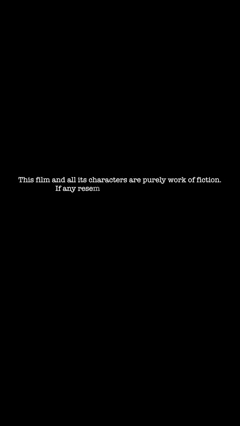 This film and all its characters are purely work of fiction.
If any resem